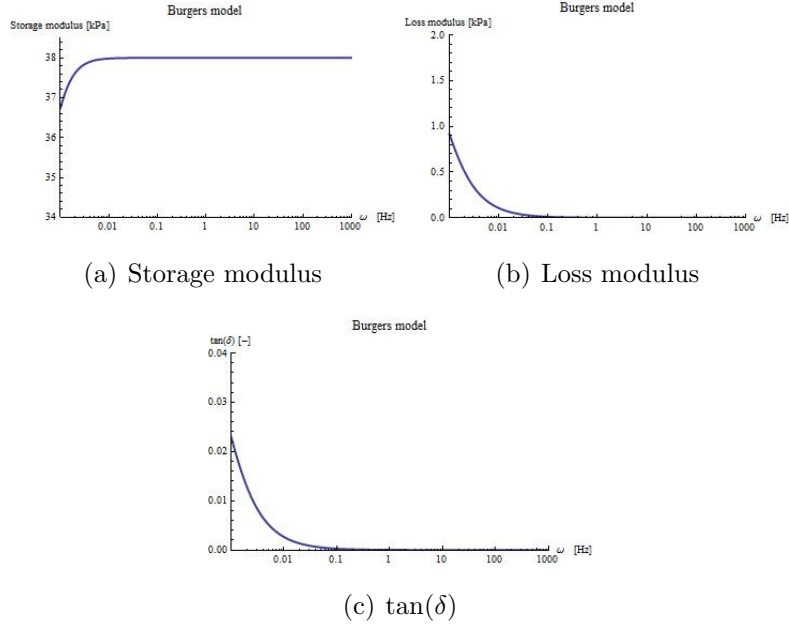 Burgers model
Storage modulus [kPa]
38
37
36
35
34
0.01 0.1 1 10 100 1000 ω [Hz]
(a) Storage modulus
Burgers model
Loss modulus [kPa]
2.0
1.5
1.0
0.5
0.0
0.01 0.1 1 10 100 1000 ω [Hz]
(b) Loss modulus
Burgers model
tan(δ) [-]
0.04
0.03
0.02
0.01
0.00
0.01 0.1 1 10 100 1000 ω [Hz]
(c) tan(δ)